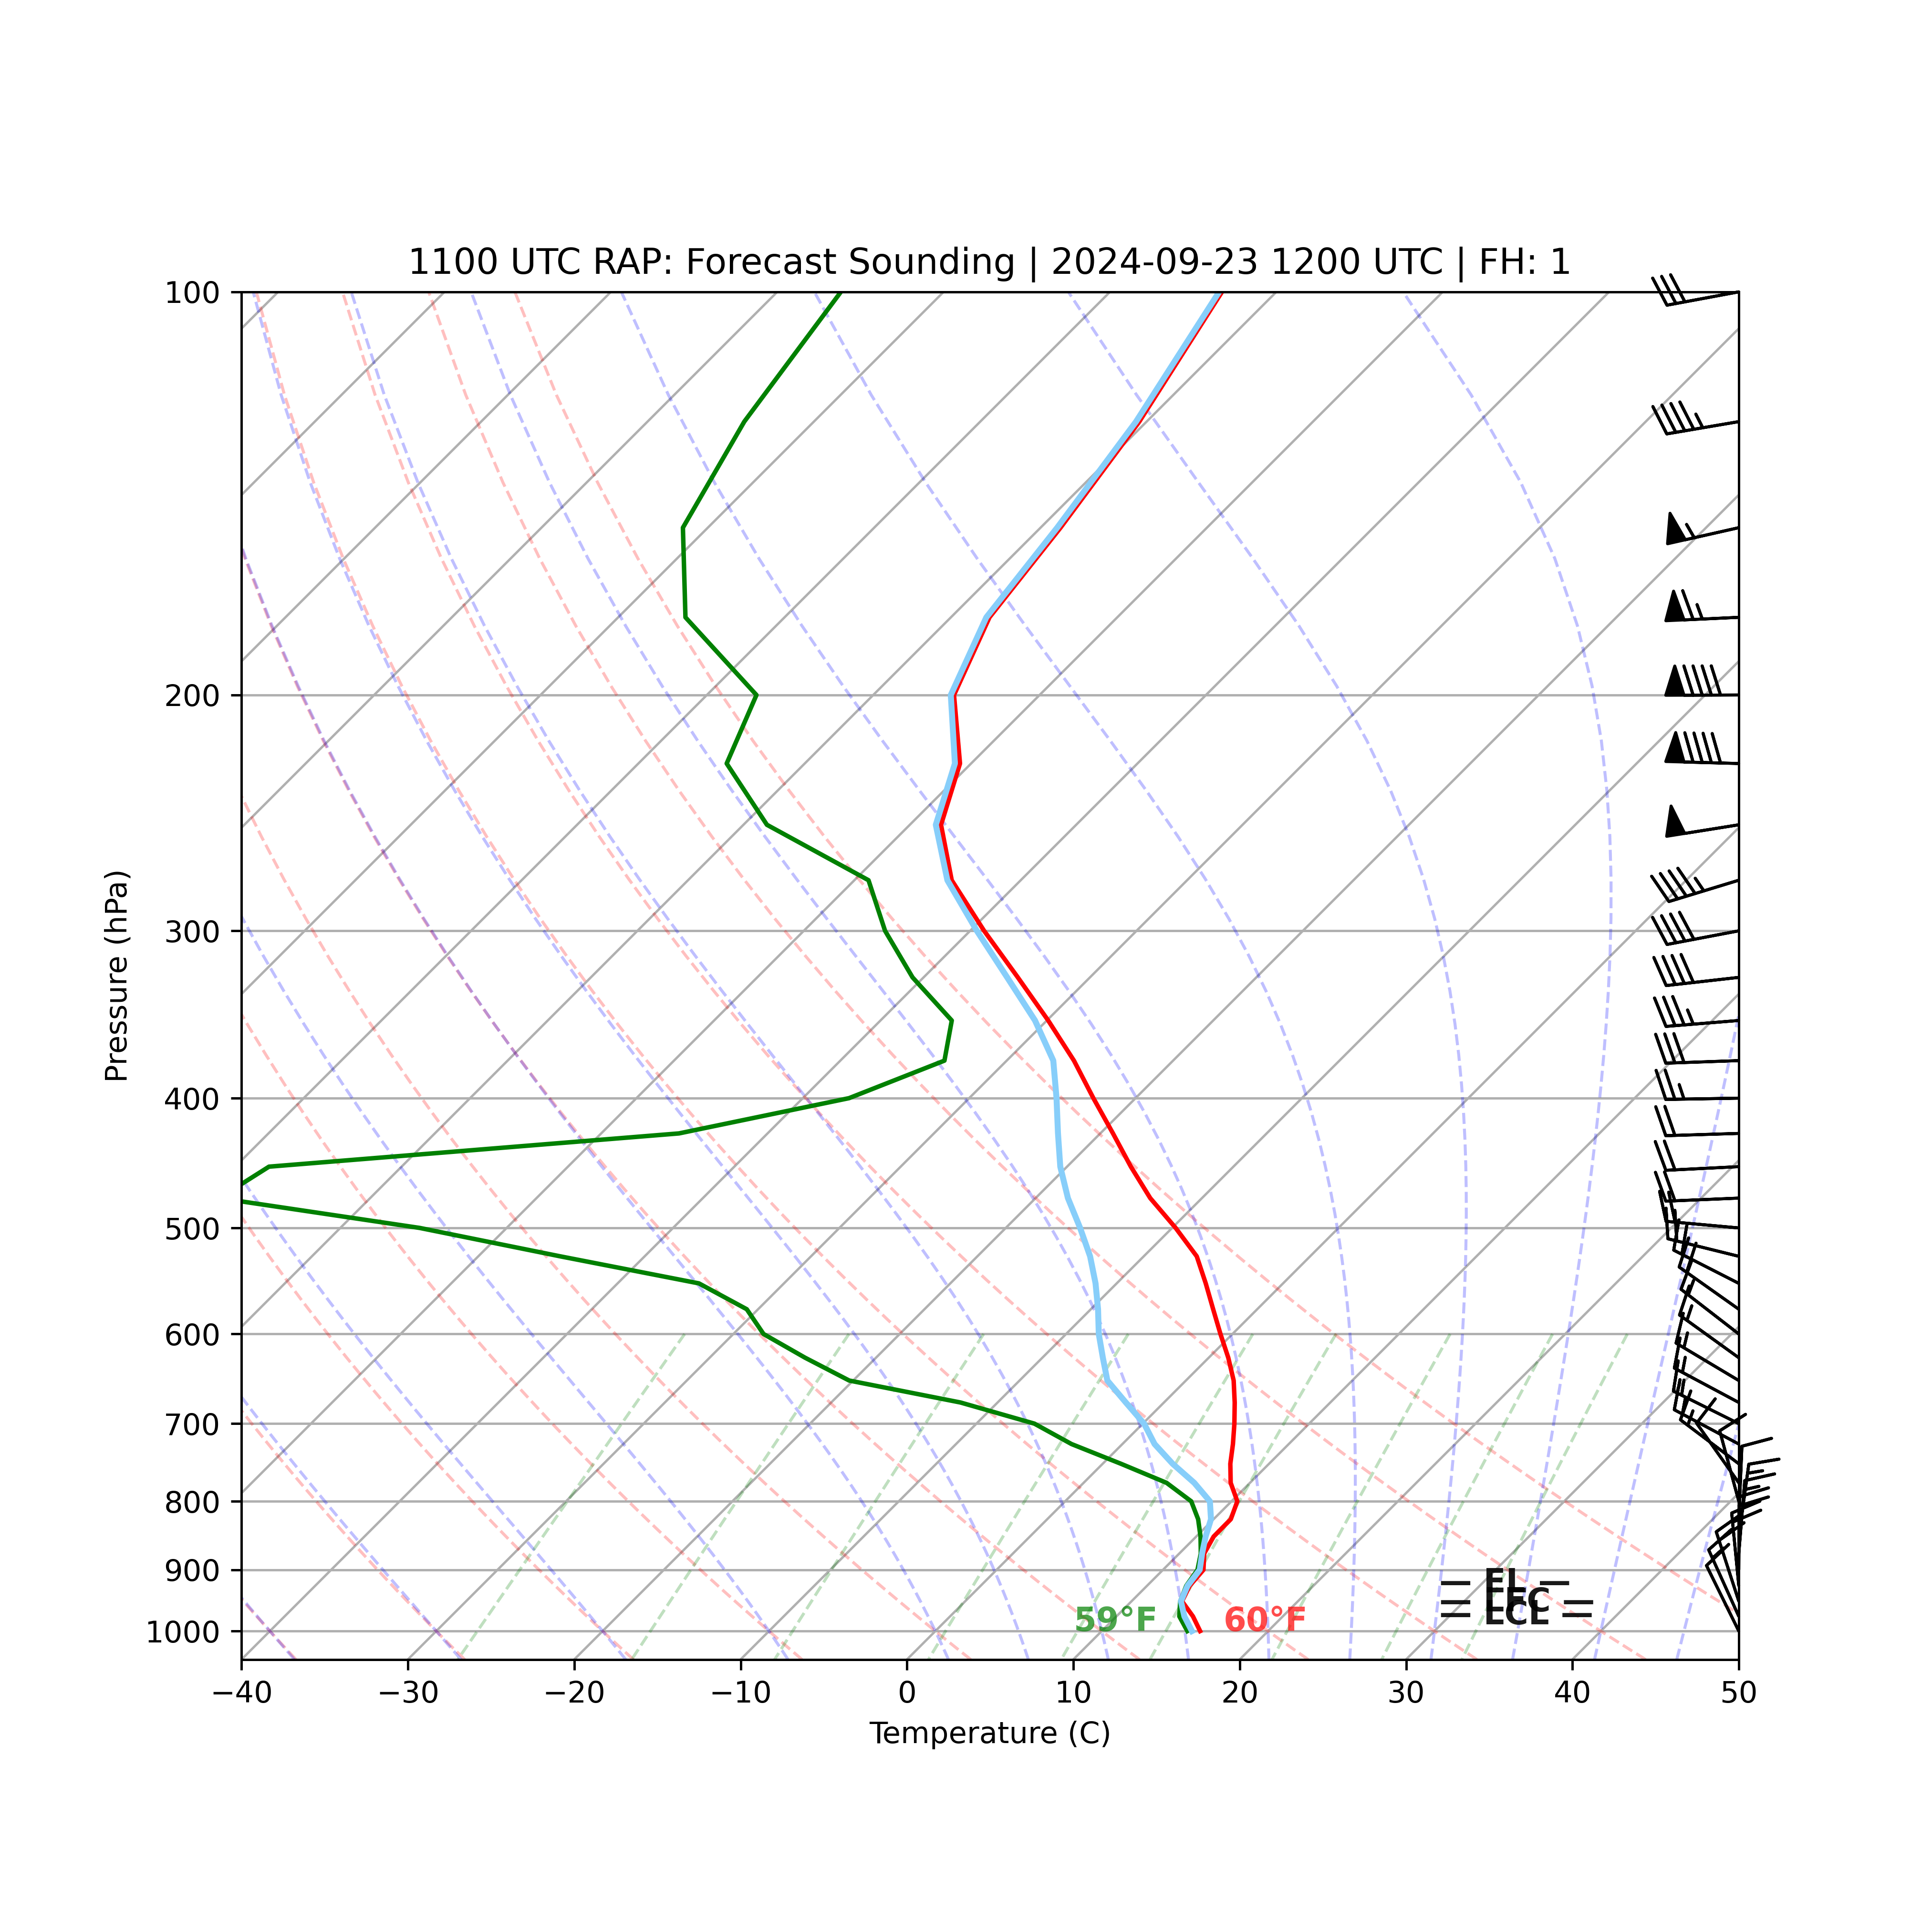 1100 UTC RAP: Forecast Sounding | 2024-09-23 1200 UTC | FH: 1
100
200
300
400
500
600
700
800
900
1000
Pressure (hPa)
— EL —
— LFC —
— LCL —
59°F 60°F
−40 −30 −20 −10 0 10 20 30 40 50
Temperature (C)